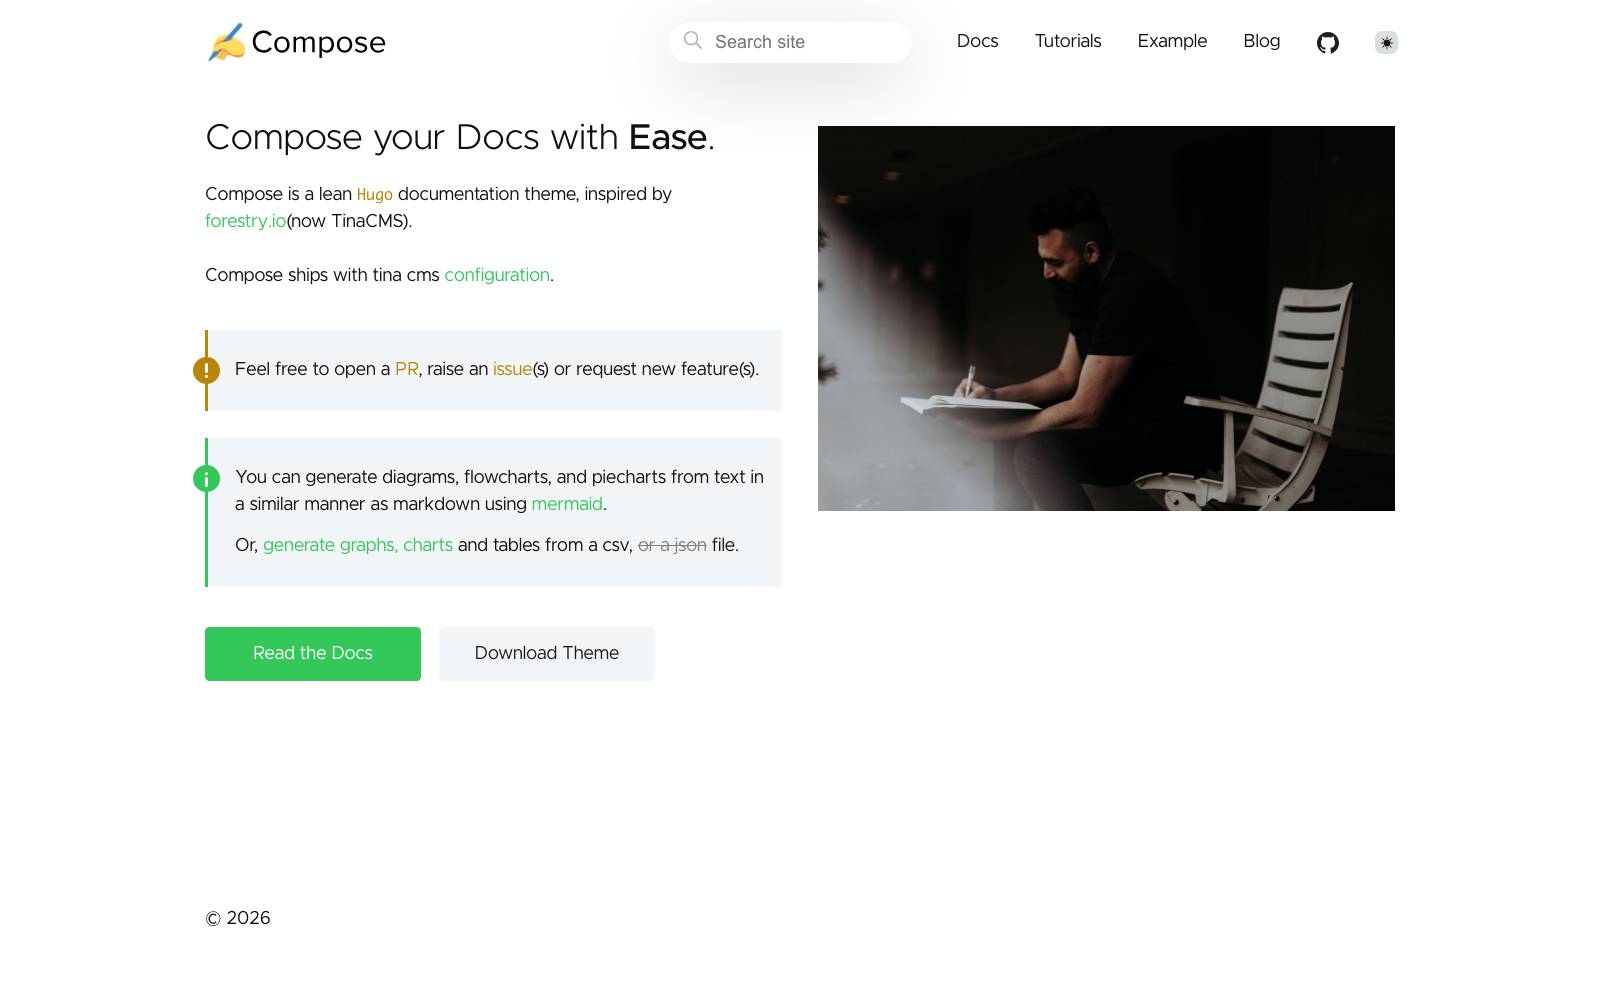 Compose
Search site
Docs
Tutorials
Example
Blog
Compose your Docs with Ease.
Compose is a lean Hugo documentation theme, inspired by
forestry.io(now TinaCMS).
Compose ships with tina cms configuration.
Feel free to open a PR, raise an issue(s) or request new feature(s).
You can generate diagrams, flowcharts, and piecharts from text in
a similar manner as markdown using mermaid.
Or, generate graphs, charts and tables from a csv, or a json file.
Read the Docs
Download Theme
© 2026